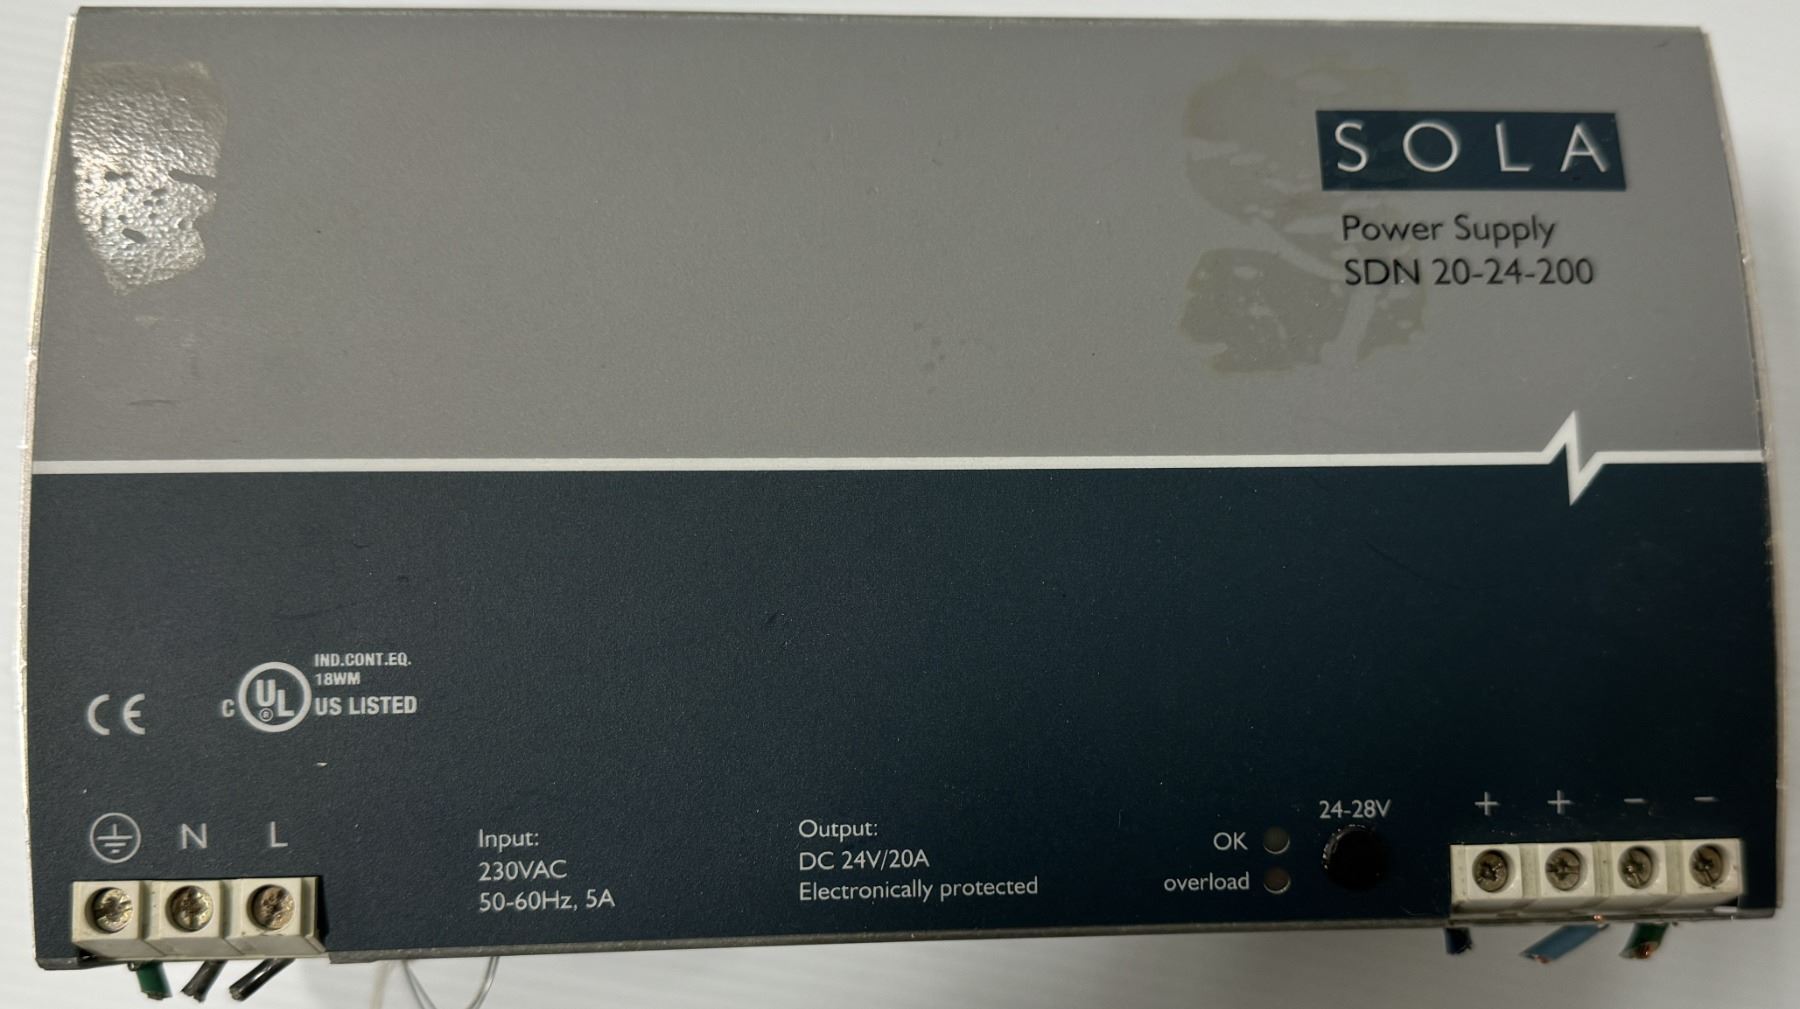 SOLA
Power Supply
SDN 20-24-200
CE
IND.CONT.EQ.
18WM
C UL ® US LISTED
N L
Input:
230VAC
50-60Hz, 5A
Output:
DC 24V/20A
Electronically protected
OK
overload
24-28V
+ + − −